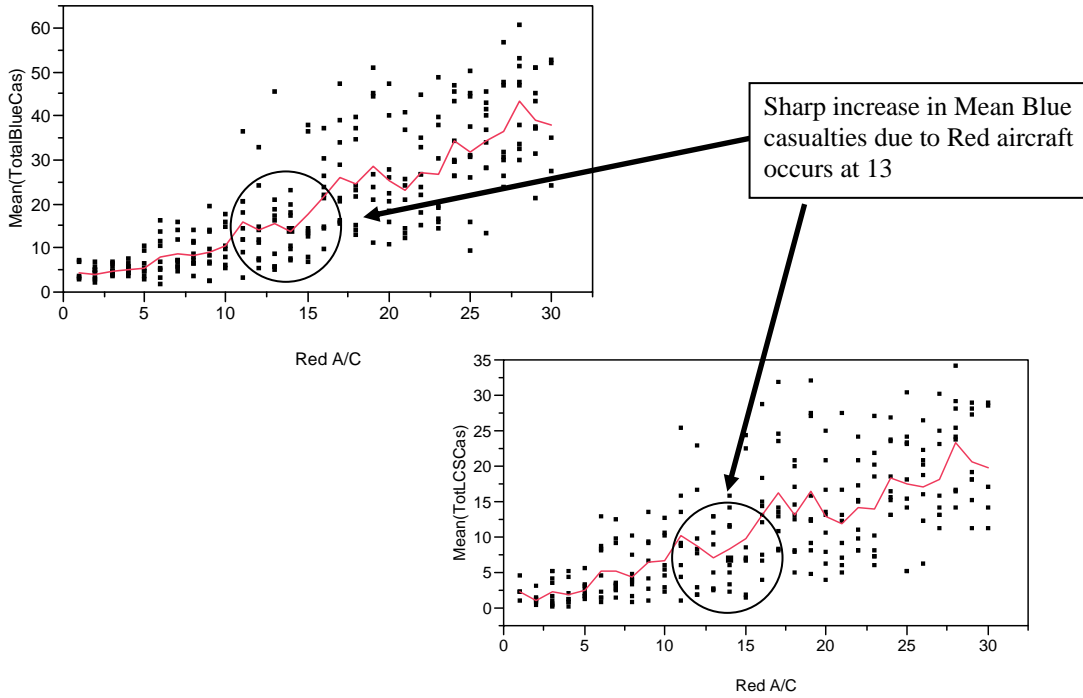 60
50
40
30
20
10
0
Mean(TotalBlueCas)
0 5 10 15 20 25 30
Red A/C
Sharp increase in Mean Blue
casualties due to Red aircraft
occurs at 13
35
30
25
20
15
10
5
0
Mean(TotLCSCas)
0 5 10 15 20 25 30
Red A/C